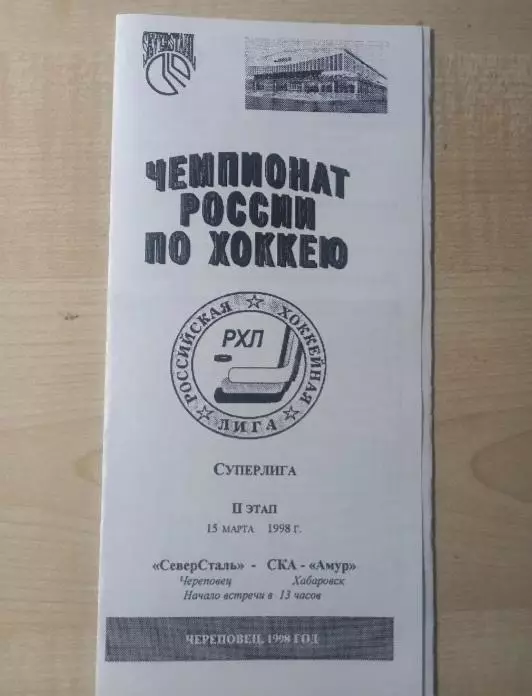 SEVERSTAL
ЧЕМПИОНАТ
РОССИИ
ПО ХОККЕЮ
РОССИЙСКАЯ ХОККЕЙНАЯ
РХЛ
ЛИГА
СУПЕРЛИГА
II ЭТАП
15 МАРТА 1998 Г.
«СЕВЕРСТАЛЬ» - СКА - «АМУР»
Череповец Хабаровск
Начало встречи в 13 часов
ЧЕРЕПОВЕЦ, 1998 ГОД